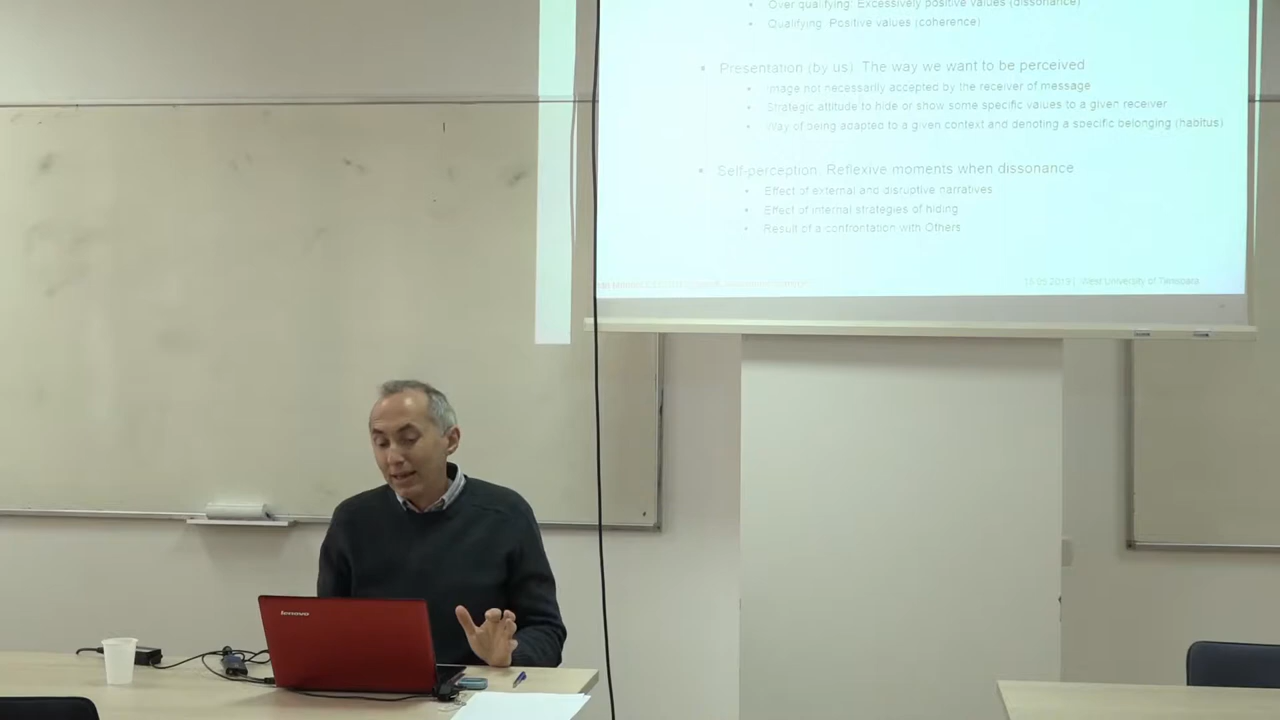 Over qualifying: Excessively positive values (dissonance)
Qualifying: Positive values (coherence)
Presentation (by us): The way we want to be perceived
Image not necessarily accepted by the receiver of message
Strategic attitude to hide or show some specific values to a given receiver
Way of being adapted to a given context and denoting a specific belonging (habitus)
Self-perception: Reflexive moments when dissonance
Effect of external and disruptive narratives
Effect of internal strategies of hiding
Result of a confrontation with Others
2019 | West University of Timisoara
lenovo